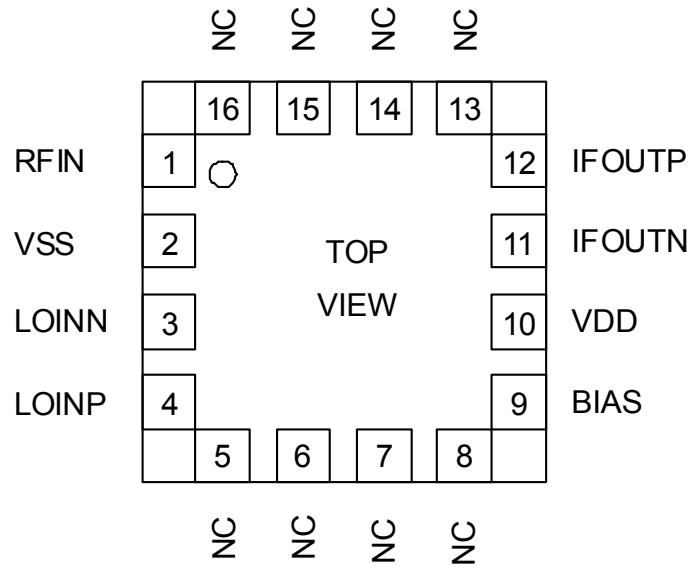 NC NC NC NC
16 15 14 13
RFIN 1 12 IFOUTP
VSS 2 TOP 11 IFOUTN
VIEW
LOINN 3 10 VDD
LOINP 4 9 BIAS
5 6 7 8
NC NC NC NC